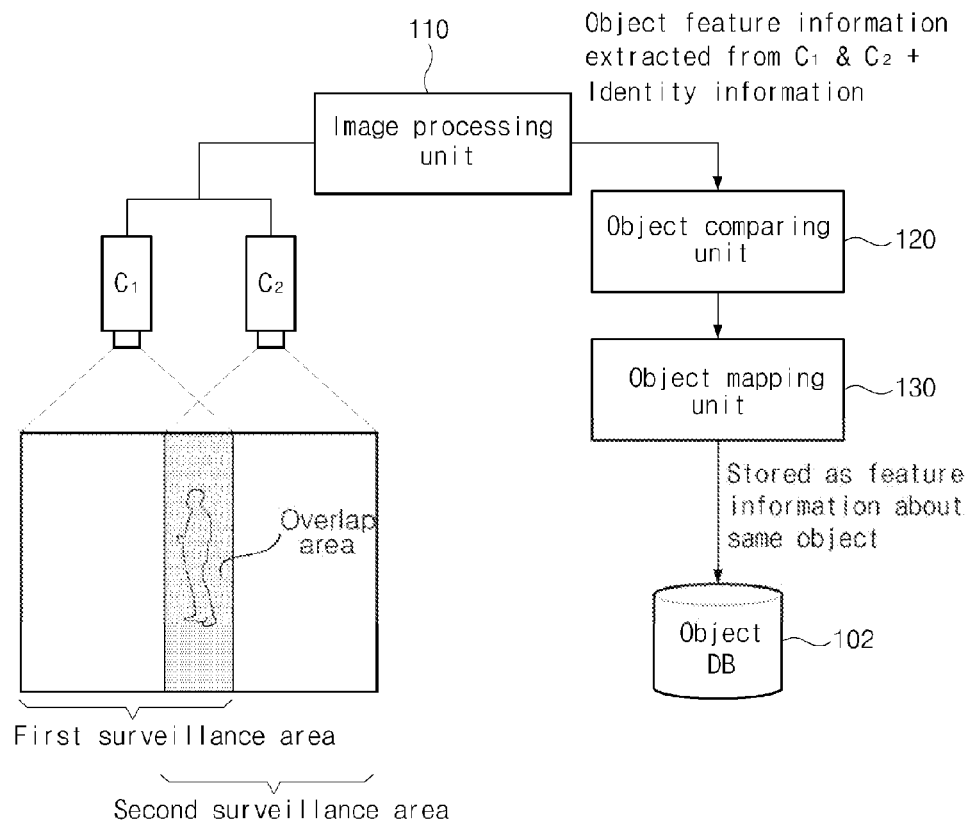 110
Object feature information
extracted from C₁ & C₂ +
Identity information
Image processing
unit
Object comparing
unit
120
C₁
C₂
Object mapping
unit
130
Stored as feature
information about
same object
Overlap
area
Object
DB
102
First surveillance area
Second surveillance area